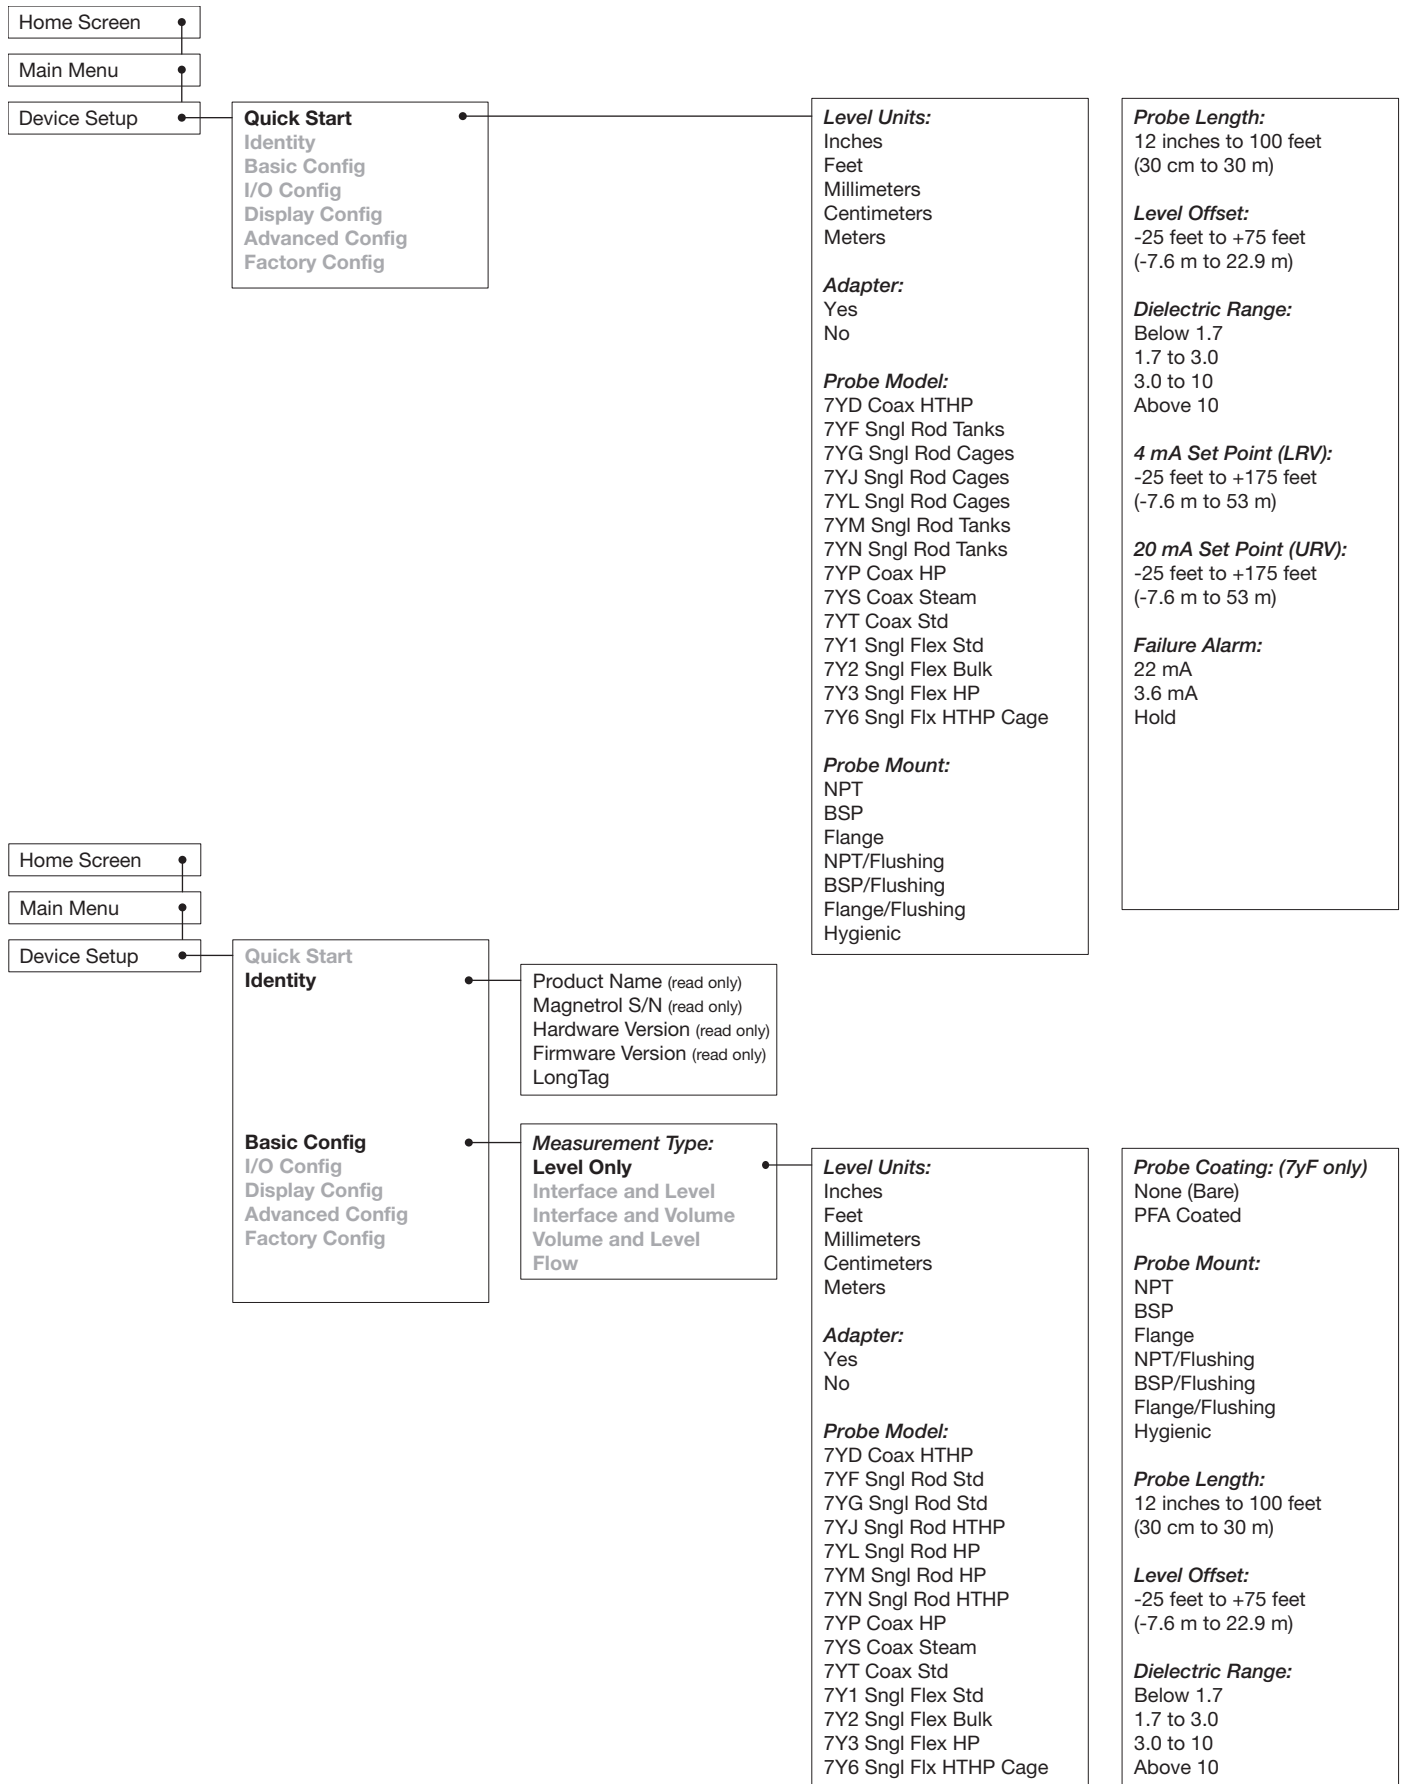 Home Screen
Main Menu
Device Setup
Quick Start
Identity
Basic Config
I/O Config
Display Config
Advanced Config
Factory Config
Level Units:
Inches
Feet
Millimeters
Centimeters
Meters
Adapter:
Yes
No
Probe Model:
7YD Coax HTHP
7YF Sngl Rod Tanks
7YG Sngl Rod Cages
7YJ Sngl Rod Cages
7YL Sngl Rod Cages
7YM Sngl Rod Tanks
7YN Sngl Rod Tanks
7YP Coax HP
7YS Coax Steam
7YT Coax Std
7Y1 Sngl Flex Std
7Y2 Sngl Flex Bulk
7Y3 Sngl Flex HP
7Y6 Sngl Flx HTHP Cage
Probe Mount:
NPT
BSP
Flange
NPT/Flushing
BSP/Flushing
Flange/Flushing
Hygienic
Probe Length:
12 inches to 100 feet
(30 cm to 30 m)
Level Offset:
-25 feet to +75 feet
(-7.6 m to 22.9 m)
Dielectric Range:
Below 1.7
1.7 to 3.0
3.0 to 10
Above 10
4 mA Set Point (LRV):
-25 feet to +175 feet
(-7.6 m to 53 m)
20 mA Set Point (URV):
-25 feet to +175 feet
(-7.6 m to 53 m)
Failure Alarm:
22 mA
3.6 mA
Hold
Home Screen
Main Menu
Device Setup
Quick Start
Identity
Product Name (read only)
Magnetrol S/N (read only)
Hardware Version (read only)
Firmware Version (read only)
LongTag
Basic Config
I/O Config
Display Config
Advanced Config
Factory Config
Measurement Type:
Level Only
Interface and Level
Interface and Volume
Volume and Level
Flow
Level Units:
Inches
Feet
Millimeters
Centimeters
Meters
Adapter:
Yes
No
Probe Model:
7YD Coax HTHP
7YF Sngl Rod Std
7YG Sngl Rod Std
7YJ Sngl Rod HTHP
7YL Sngl Rod HP
7YM Sngl Rod HP
7YN Sngl Rod HTHP
7YP Coax HP
7YS Coax Steam
7YT Coax Std
7Y1 Sngl Flex Std
7Y2 Sngl Flex Bulk
7Y3 Sngl Flex HP
7Y6 Sngl Flx HTHP Cage
Probe Coating: (7yF only)
None (Bare)
PFA Coated
Probe Mount:
NPT
BSP
Flange
NPT/Flushing
BSP/Flushing
Flange/Flushing
Hygienic
Probe Length:
12 inches to 100 feet
(30 cm to 30 m)
Level Offset:
-25 feet to +75 feet
(-7.6 m to 22.9 m)
Dielectric Range:
Below 1.7
1.7 to 3.0
3.0 to 10
Above 10